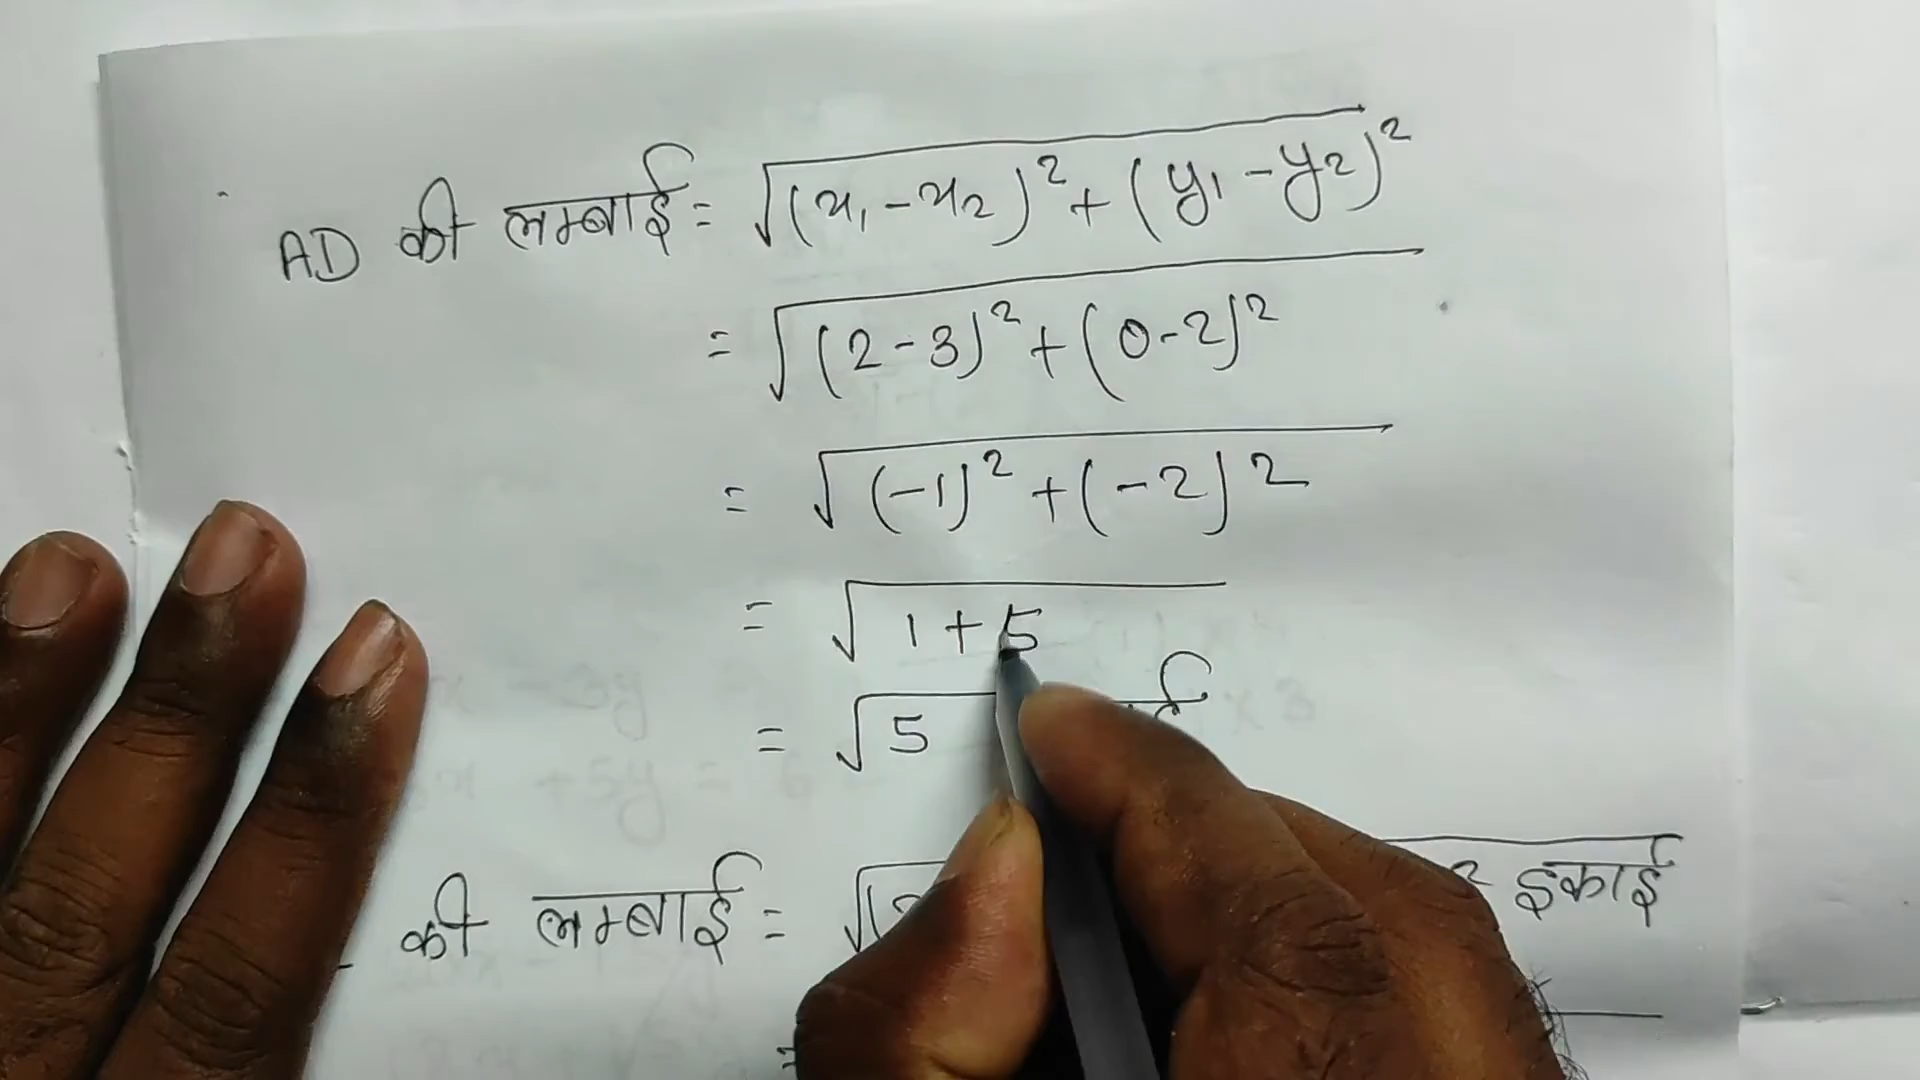 AD की लम्बाई = √(x₁ - x₂)² + (y₁ - y₂)²
= √(2 - 3)² + (0 - 2)²
= √(-1)² + (-2)²
= √1 + 5
= √5
की लम्बाई = √( ² इकाई
=